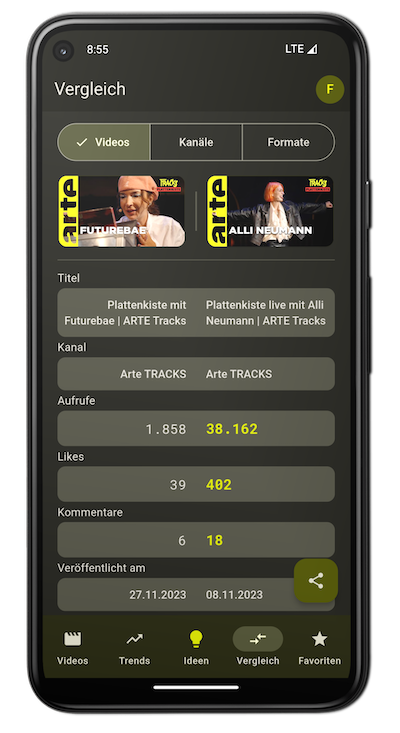 8:55
LTE
Vergleich
F
Videos
Kanäle
Formate
arte
TRACKS
FUTUREBAE
arte
TRACKS
ALLI NEUMANN
Titel
Plattenkiste mit
Futurebae | ARTE Tracks
Plattenkiste live mit Alli
Neumann | ARTE Tracks
Kanal
Arte TRACKS
Arte TRACKS
Aufrufe
1.858
38.162
Likes
39
402
Kommentare
6
18
Veröffentlicht am
27.11.2023
08.11.2023
Videos
Trends
Ideen
Vergleich
Favoriten